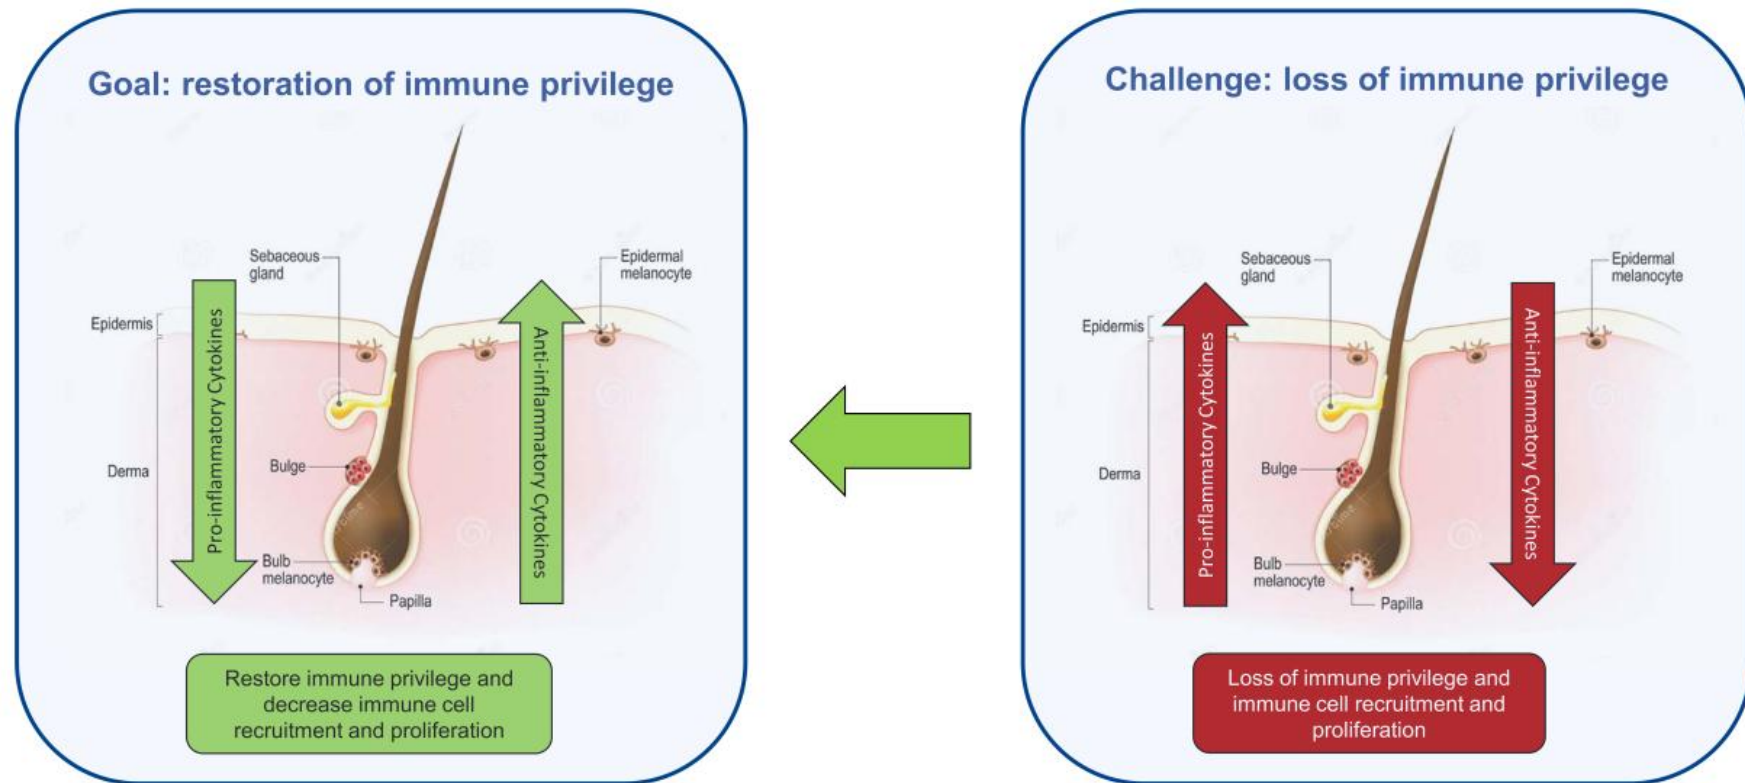 Goal: restoration of immune privilege
Sebaceous
gland
Epidermal
melanocyte
Epidermis
Pro-inflammatory Cytokines
Anti-inflammatory Cytokines
Derma
Bulge
Bulb
melanocyte
Papilla
Restore immune privilege and
decrease immune cell
recruitment and proliferation
Challenge: loss of immune privilege
Sebaceous
gland
Epidermal
melanocyte
Epidermis
Pro-inflammatory Cytokines
Anti-inflammatory Cytokines
Derma
Bulge
Bulb
melanocyte
Papilla
Loss of immune privilege and
immune cell recruitment and
proliferation